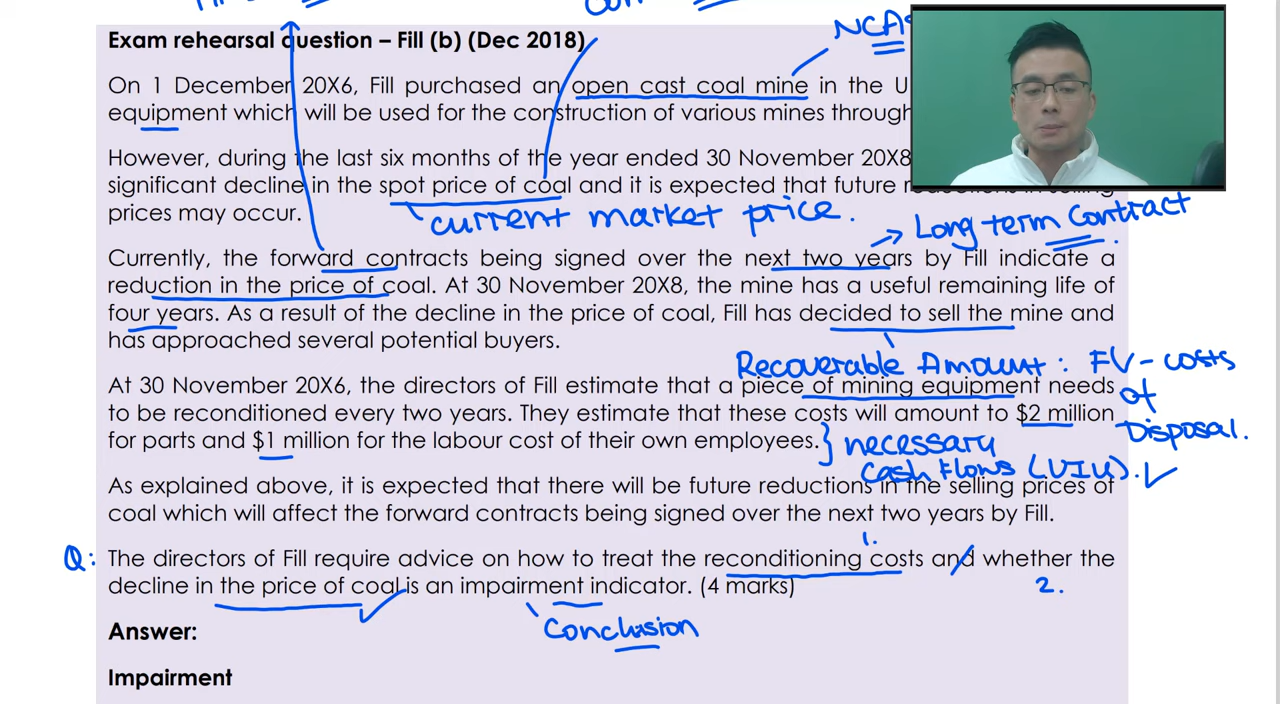 Exam rehearsal question – Fill (b) (Dec 2018)
NCAs
On 1 December 20X6, Fill purchased an open cast coal mine in the
equipment which will be used for the construction of various mines
However, during the last six months of the year ended 30 November 20X8
significant decline in the spot price of coal and it is expected that future reductions in selling
prices may occur.
current market price.
Long term Contract
Currently, the forward contracts being signed over the next two years by Fill indicate a
reduction in the price of coal. At 30 November 20X8, the mine has a useful remaining life of
four years. As a result of the decline in the price of coal, Fill has decided to sell the mine and
has approached several potential buyers.
Recoverable Amount: FV - costs
of
Disposal.
At 30 November 20X6, the directors of Fill estimate that a piece of mining equipment needs
to be reconditioned every two years. They estimate that these costs will amount to $2 million
for parts and $1 million for the labour cost of their own employees.
necessary
cash flows (VIU).
As explained above, it is expected that there will be future reductions in the selling prices of
coal which will affect the forward contracts being signed over the next two years by Fill.
1.
Q: The directors of Fill require advice on how to treat the reconditioning costs and whether the
decline in the price of coal is an impairment indicator. (4 marks)
2.
Conclusion
Answer:
Impairment